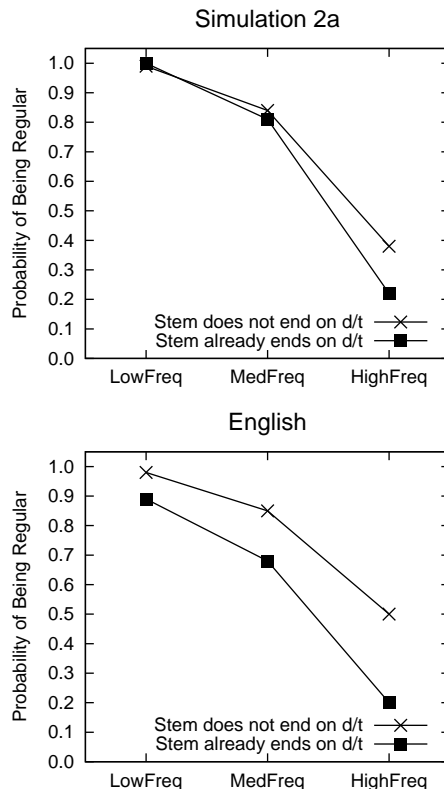 Simulation 2a
Probability of Being Regular
1.0
0.9
0.8
0.7
0.6
0.5
0.4
0.3
0.2
0.1
0.0
Stem does not end on d/t
Stem already ends on d/t
LowFreq MedFreq HighFreq
English
Probability of Being Regular
1.0
0.9
0.8
0.7
0.6
0.5
0.4
0.3
0.2
0.1
0.0
Stem does not end on d/t
Stem already ends on d/t
LowFreq MedFreq HighFreq